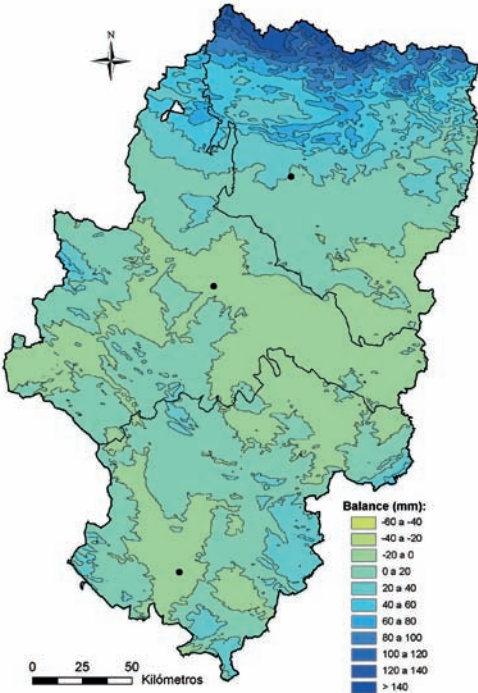 N
Balance (mm):
-60 a -40
-40 a -20
-20 a 0
0 a 20
20 a 40
40 a 60
60 a 80
80 a 100
100 a 120
120 a 140
> 140
0 25 50
Kilómetros